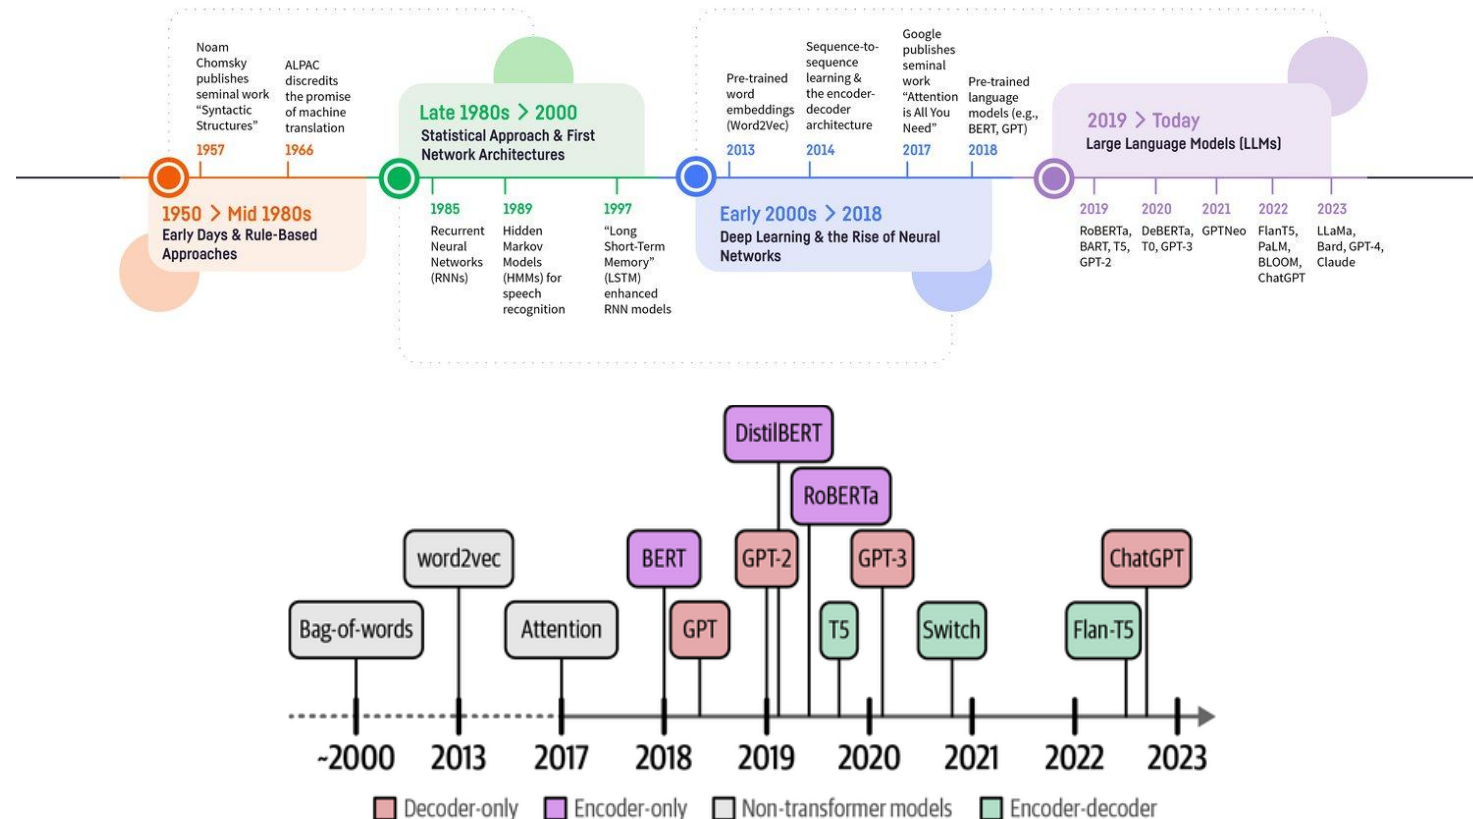 Noam
Chomsky
publishes
seminal work
“Syntactic
Structures”
1957
ALPAC
discredits
the promise
of machine
translation
1966
1950 > Mid 1980s
Early Days & Rule-Based
Approaches
Late 1980s > 2000
Statistical Approach & First
Network Architectures
1985
Recurrent
Neural
Networks
(RNNs)
1989
Hidden
Markov
Models
(HMMs) for
speech
recognition
1997
“Long
Short-Term
Memory”
(LSTM)
enhanced
RNN models
Pre-trained
word
embeddings
(Word2Vec)
2013
Sequence-to-
sequence
learning &
the encoder-
decoder
architecture
2014
Google
publishes
seminal
work
“Attention
is All You
Need”
2017
Pre-trained
language
models (e.g.,
BERT, GPT)
2018
Early 2000s > 2018
Deep Learning & the Rise of Neural
Networks
2019 > Today
Large Language Models (LLMs)
2019
RoBERTa,
BART, T5,
GPT-2
2020
DeBERTa,
T0, GPT-3
2021
GPTNeo
2022
FlanT5,
PaLM,
BLOOM,
ChatGPT
2023
LLaMa,
Bard, GPT-4,
Claude
DistilBERT
RoBERTa
word2vec
BERT
GPT-2
GPT-3
ChatGPT
Bag-of-words
Attention
GPT
T5
Switch
Flan-T5
~2000
2013
2017
2018
2019
2020
2021
2022
2023
Decoder-only
Encoder-only
Non-transformer models
Encoder-decoder